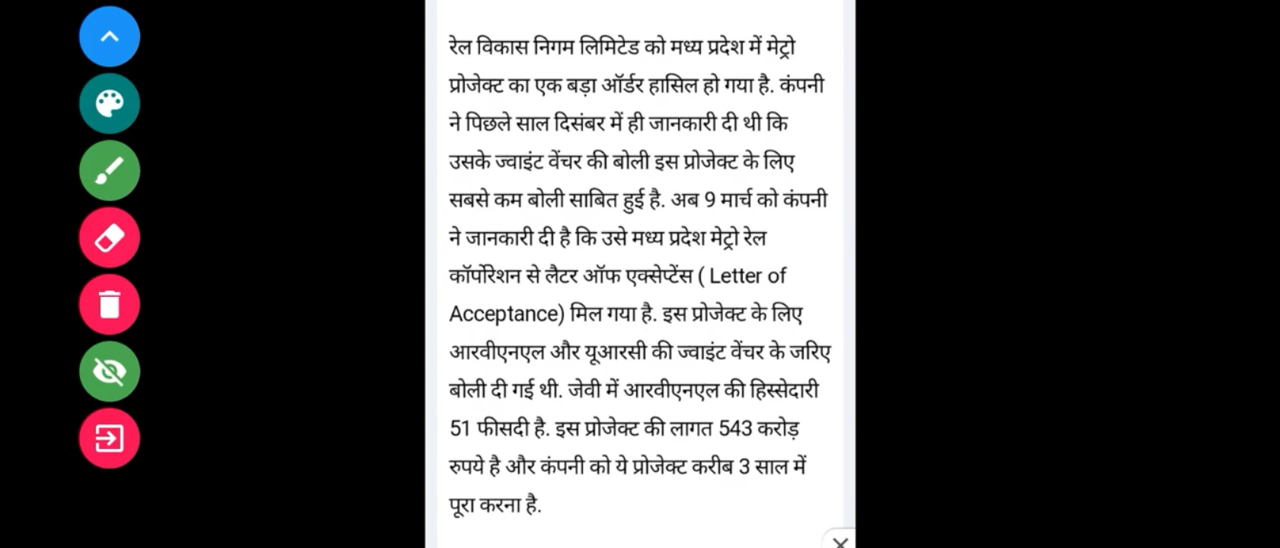 रेल विकास निगम लिमिटेड को मध्य प्रदेश में मेट्रो
प्रोजेक्ट का एक बड़ा ऑर्डर हासिल हो गया है. कंपनी
ने पिछले साल दिसंबर में ही जानकारी दी थी कि
उसके ज्वाइंट वेंचर की बोली इस प्रोजेक्ट के लिए
सबसे कम बोली साबित हुई है. अब 9 मार्च को कंपनी
ने जानकारी दी है कि उसे मध्य प्रदेश मेट्रो रेल
कॉर्पोरेशन से लैटर ऑफ एक्सेप्टेंस ( Letter of
Acceptance) मिल गया है. इस प्रोजेक्ट के लिए
आरवीएनएल और यूआरसी की ज्वाइंट वेंचर के जरिए
बोली दी गई थी. जेवी में आरवीएनएल की हिस्सेदारी
51 फीसदी है. इस प्रोजेक्ट की लागत 543 करोड़
रुपये है और कंपनी को ये प्रोजेक्ट करीब 3 साल में
पूरा करना है.